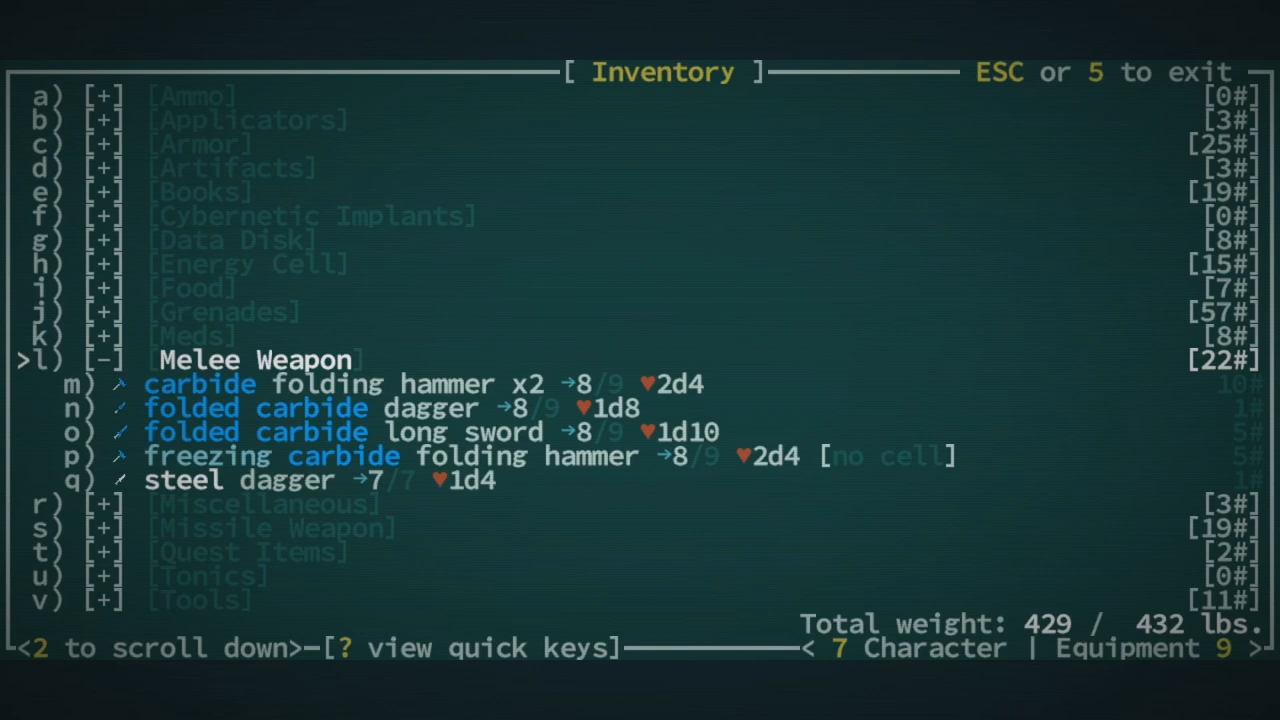 [ Inventory ] ESC or 5 to exit
a) [+] [Ammo] [0#]
b) [+] [Applicators] [3#]
c) [+] [Armor] [25#]
d) [+] [Artifacts] [3#]
e) [+] [Books] [19#]
f) [+] [Cybernetic Implants] [0#]
g) [+] [Data Disk] [8#]
h) [+] [Energy Cell] [15#]
i) [+] [Food] [7#]
j) [+] [Grenades] [57#]
k) [+] [Meds] [8#]
>l) [-] [Melee Weapon] [22#]
m) carbide folding hammer x2 →8/9 ♥2d4 10#
n) folded carbide dagger →8/9 ♥1d8 1#
o) folded carbide long sword →8/9 ♥1d10 5#
p) freezing carbide folding hammer →8/9 ♥2d4 [no cell] 5#
q) steel dagger →7/7 ♥1d4 1#
r) [+] [Miscellaneous] [3#]
s) [+] [Missile Weapon] [19#]
t) [+] [Quest Items] [2#]
u) [+] [Tonics] [0#]
v) [+] [Tools] [11#]
Total weight: 429 / 432 lbs.
<2 to scroll down> [? view quick keys] < 7 Character | Equipment 9 >